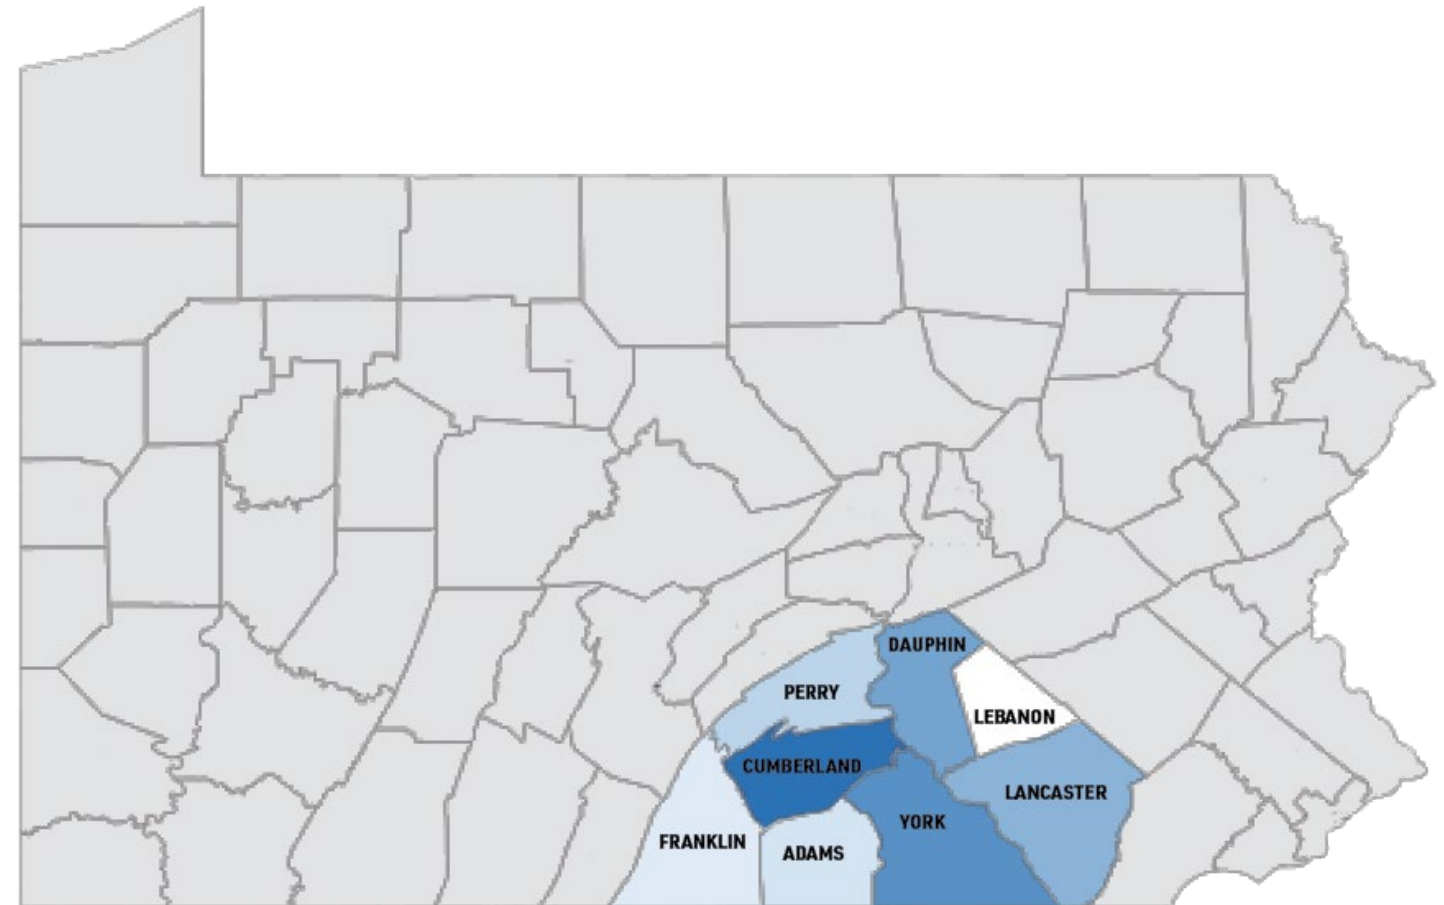 DAUPHIN
PERRY
LEBANON
CUMBERLAND
LANCASTER
YORK
FRANKLIN
ADAMS